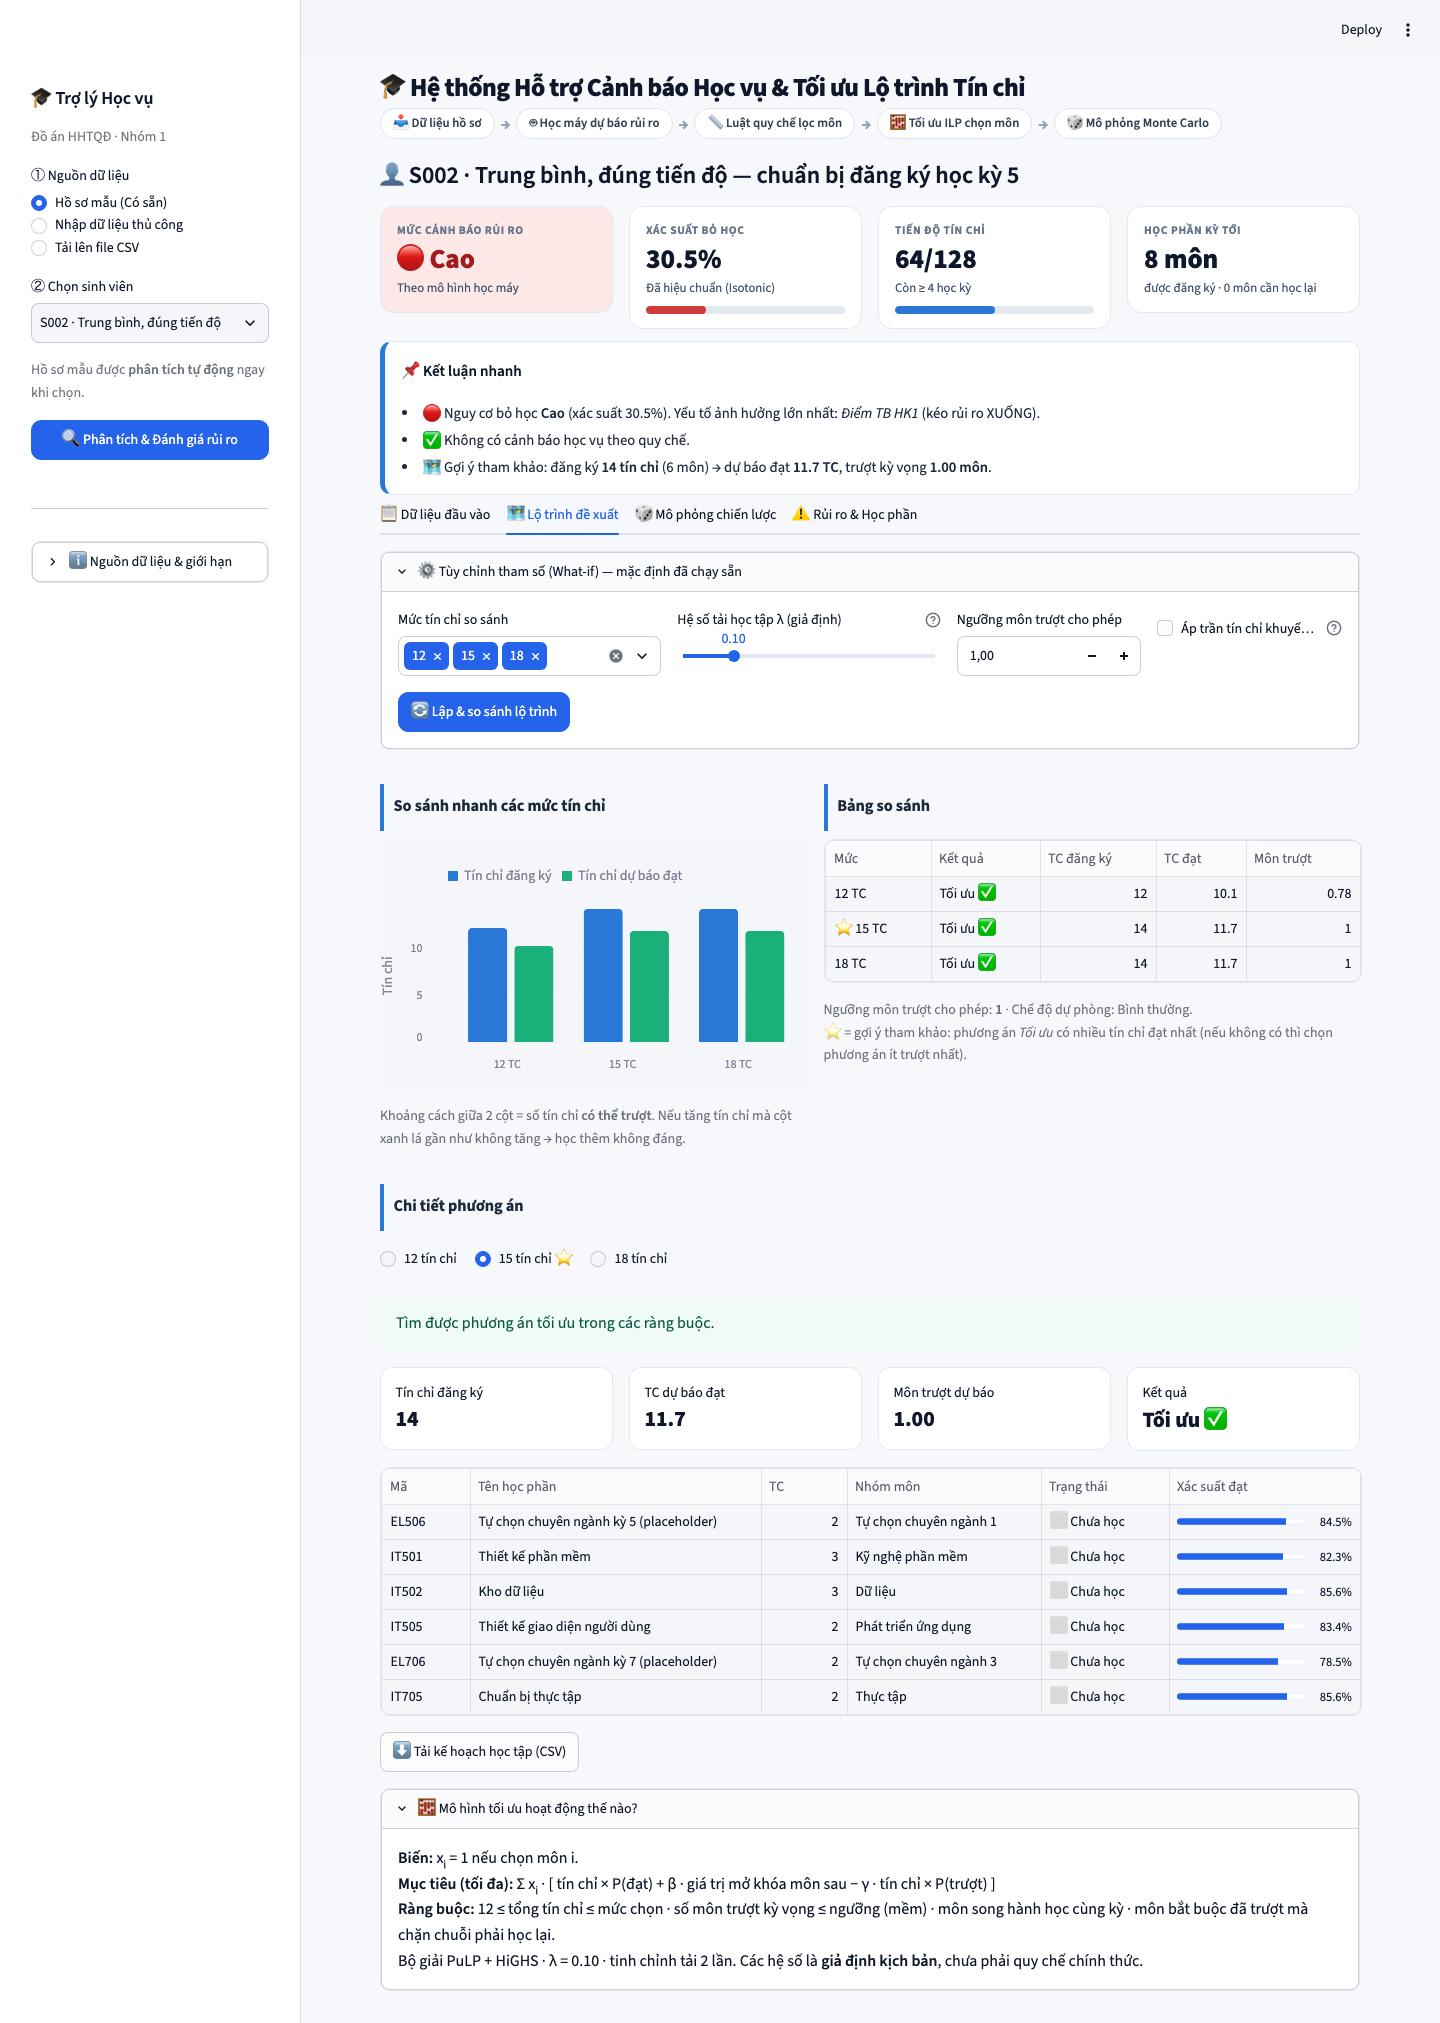 Deploy
🎓 Trợ lý Học vụ
Đồ án HHTQĐ · Nhóm 1
① Nguồn dữ liệu
Hồ sơ mẫu (Có sẵn)
Nhập dữ liệu thủ công
Tải lên file CSV
② Chọn sinh viên
S002 · Trung bình, đúng tiến độ
Hồ sơ mẫu được phân tích tự động ngay
khi chọn.
🔍 Phân tích & Đánh giá rủi ro
ℹ️ Nguồn dữ liệu & giới hạn
🎓 Hệ thống Hỗ trợ Cảnh báo Học vụ & Tối ưu Lộ trình Tín chỉ
🗳️ Dữ liệu hồ sơ → Học máy dự báo rủi ro → 📏 Luật quy chế lọc môn → 🧮 Tối ưu ILP chọn môn → 🎲 Mô phỏng Monte Carlo
👤 S002 · Trung bình, đúng tiến độ — chuẩn bị đăng ký học kỳ 5
MỨC CẢNH BÁO RỦI RO
🔴 Cao
Theo mô hình học máy
XÁC SUẤT BỎ HỌC
30.5%
Đã hiệu chuẩn (Isotonic)
TIẾN ĐỘ TÍN CHỈ
64/128
Còn ≥ 4 học kỳ
HỌC PHẦN KỲ TỚI
8 môn
được đăng ký · 0 môn cần học lại
📌 Kết luận nhanh
• 🔴 Nguy cơ bỏ học Cao (xác suất 30.5%). Yếu tố ảnh hưởng lớn nhất: Điểm TB HK1 (kéo rủi ro XUỐNG).
• ✅ Không có cảnh báo học vụ theo quy chế.
• 🗺️ Gợi ý tham khảo: đăng ký 14 tín chỉ (6 môn) → dự báo đạt 11.7 TC, trượt kỳ vọng 1.00 môn.
📋 Dữ liệu đầu vào 🗺️ Lộ trình đề xuất 🎲 Mô phỏng chiến lược ⚠️ Rủi ro & Học phần
⚙️ Tùy chỉnh tham số (What-if) — mặc định đã chạy sẵn
Mức tín chỉ so sánh
12 × 15 × 18 ×
Hệ số tải học tập λ (giả định)
0.10
Ngưỡng môn trượt cho phép
1,00 − +
Áp trần tín chỉ khuyế...
🔄 Lập & so sánh lộ trình
So sánh nhanh các mức tín chỉ
Tín chỉ đăng ký Tín chỉ dự báo đạt
Tín chỉ
10
5
0
12 TC 15 TC 18 TC
Khoảng cách giữa 2 cột = số tín chỉ có thể trượt. Nếu tăng tín chỉ mà cột
xanh lá gần như không tăng → học thêm không đáng.
Bảng so sánh
Mức Kết quả TC đăng ký TC đạt Môn trượt
12 TC Tối ưu ✅ 12 10.1 0.78
⭐ 15 TC Tối ưu ✅ 14 11.7 1
18 TC Tối ưu ✅ 14 11.7 1
Ngưỡng môn trượt cho phép: 1 · Chế độ dự phòng: Bình thường.
⭐ = gợi ý tham khảo: phương án Tối ưu có nhiều tín chỉ đạt nhất (nếu không có thì chọn
phương án ít trượt nhất).
Chi tiết phương án
12 tín chỉ 15 tín chỉ ⭐ 18 tín chỉ
Tìm được phương án tối ưu trong các ràng buộc.
Tín chỉ đăng ký
14
TC dự báo đạt
11.7
Môn trượt dự báo
1.00
Kết quả
Tối ưu ✅
Mã Tên học phần TC Nhóm môn Trạng thái Xác suất đạt
EL506 Tự chọn chuyên ngành kỳ 5 (placeholder) 2 Tự chọn chuyên ngành 1 ⬜ Chưa học 84.5%
IT501 Thiết kế phần mềm 3 Kỹ nghệ phần mềm ⬜ Chưa học 82.3%
IT502 Kho dữ liệu 3 Dữ liệu ⬜ Chưa học 85.6%
IT505 Thiết kế giao diện người dùng 2 Phát triển ứng dụng ⬜ Chưa học 83.4%
EL706 Tự chọn chuyên ngành kỳ 7 (placeholder) 2 Tự chọn chuyên ngành 3 ⬜ Chưa học 78.5%
IT705 Chuẩn bị thực tập 2 Thực tập ⬜ Chưa học 85.6%
⬇️ Tải kế hoạch học tập (CSV)
🧮 Mô hình tối ưu hoạt động thế nào?
Biến: xᵢ = 1 nếu chọn môn i.
Mục tiêu (tối đa): Σ xᵢ · [ tín chỉ × P(đạt) + β · giá trị mở khóa môn sau − γ · tín chỉ × P(trượt) ]
Ràng buộc: 12 ≤ tổng tín chỉ ≤ mức chọn · số môn trượt kỳ vọng ≤ ngưỡng (mềm) · môn song hành học cùng kỳ · môn bắt buộc đã trượt mà
chặn chuỗi phải học lại.
Bộ giải PuLP + HiGHS · λ = 0.10 · tinh chỉnh tải 2 lần. Các hệ số là giả định kịch bản, chưa phải quy chế chính thức.